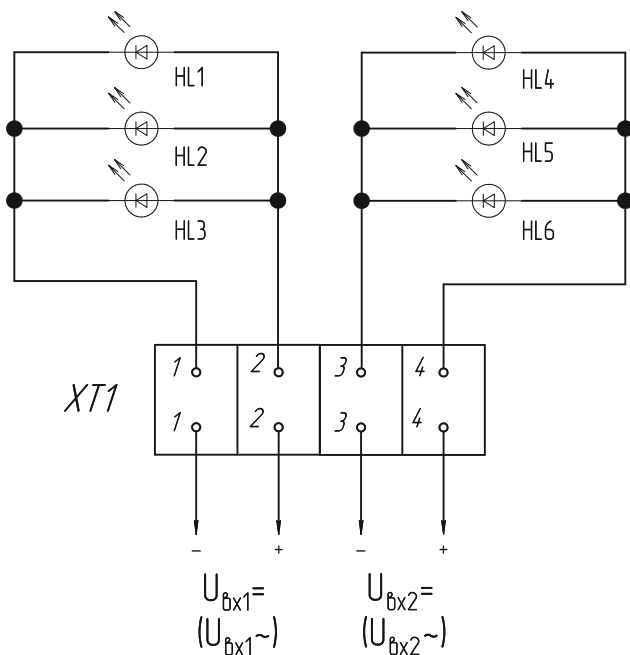 HL1 HL4
HL2 HL5
HL3 HL6
1 2 3 4
XT1
1 2 3 4
– + – +
Uвх1= Uвх2=
(Uвх1~) (Uвх2~)